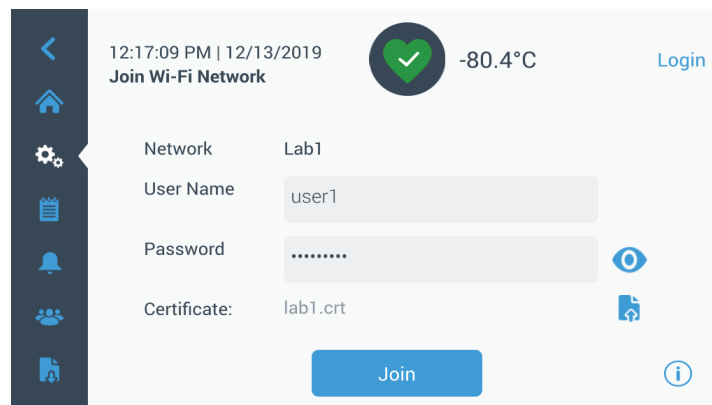 12:17:09 PM | 12/13/2019
Join Wi-Fi Network
-80.4°C
Login
Network Lab1
User Name user1
Password •••••••••
Certificate: lab1.crt
Join